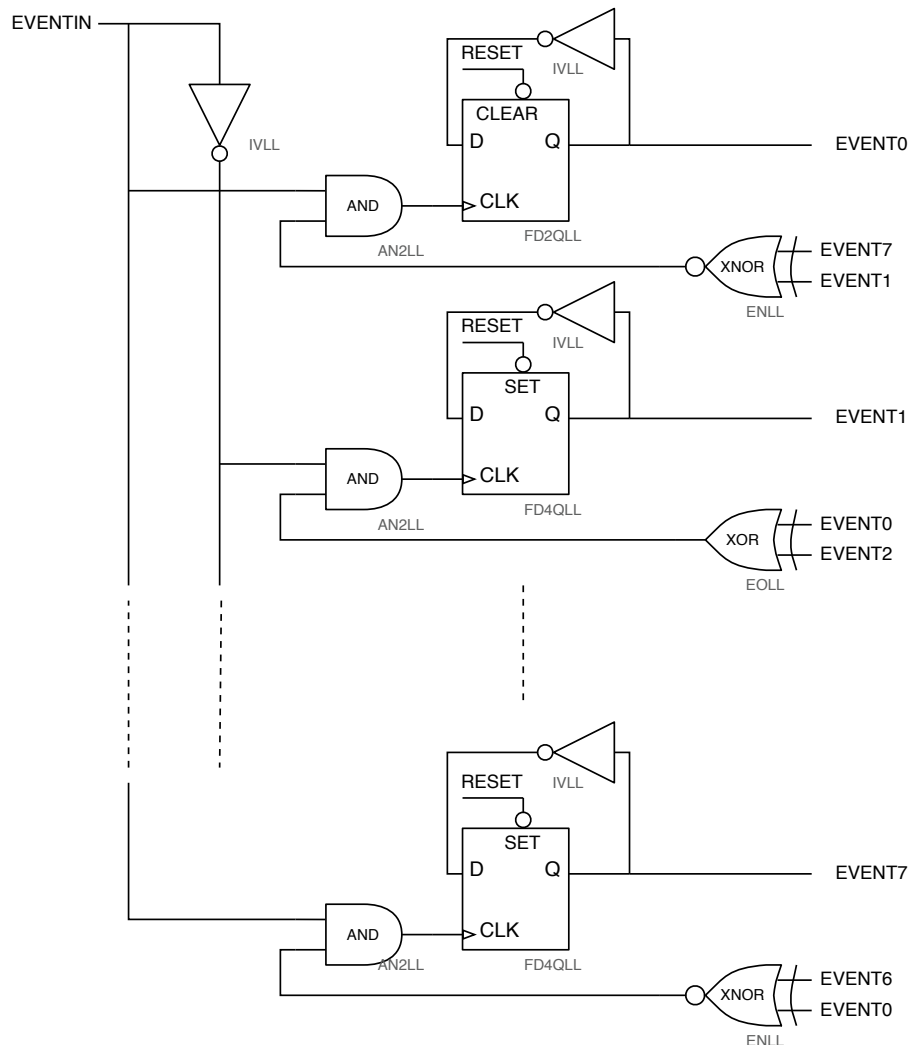 EVENTIN
RESET
IVLL
CLEAR
D Q
EVENT0
IVLL
AND
CLK
AN2LL
FD2QLL
EVENT7
XNOR
EVENT1
ENLL
RESET
IVLL
SET
D Q
EVENT1
AND
CLK
AN2LL
FD4QLL
EVENT0
XOR
EVENT2
EOLL
RESET
IVLL
SET
D Q
EVENT7
AND
CLK
AN2LL
FD4QLL
EVENT6
XNOR
EVENT0
ENLL